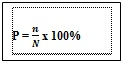 P = n/N x 100%